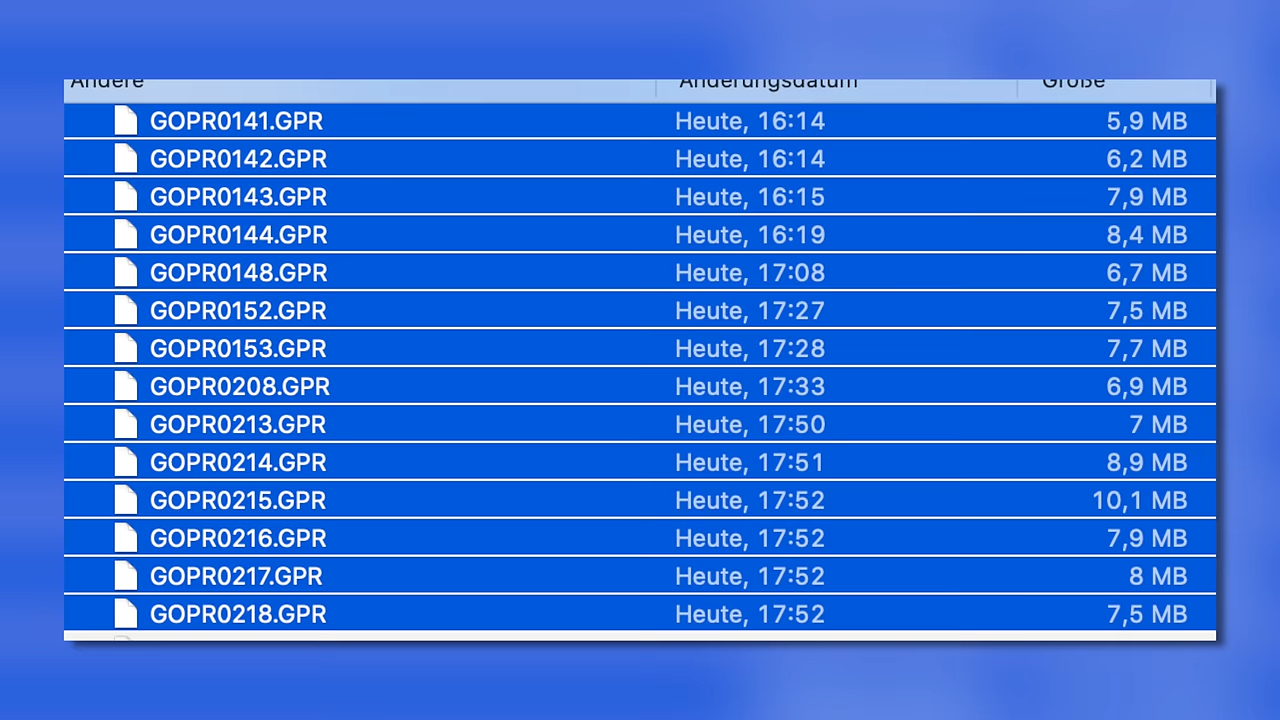 Andere Änderungsdatum Größe
GOPR0141.GPR Heute, 16:14 5,9 MB
GOPR0142.GPR Heute, 16:14 6,2 MB
GOPR0143.GPR Heute, 16:15 7,9 MB
GOPR0144.GPR Heute, 16:19 8,4 MB
GOPR0148.GPR Heute, 17:08 6,7 MB
GOPR0152.GPR Heute, 17:27 7,5 MB
GOPR0153.GPR Heute, 17:28 7,7 MB
GOPR0208.GPR Heute, 17:33 6,9 MB
GOPR0213.GPR Heute, 17:50 7 MB
GOPR0214.GPR Heute, 17:51 8,9 MB
GOPR0215.GPR Heute, 17:52 10,1 MB
GOPR0216.GPR Heute, 17:52 7,9 MB
GOPR0217.GPR Heute, 17:52 8 MB
GOPR0218.GPR Heute, 17:52 7,5 MB